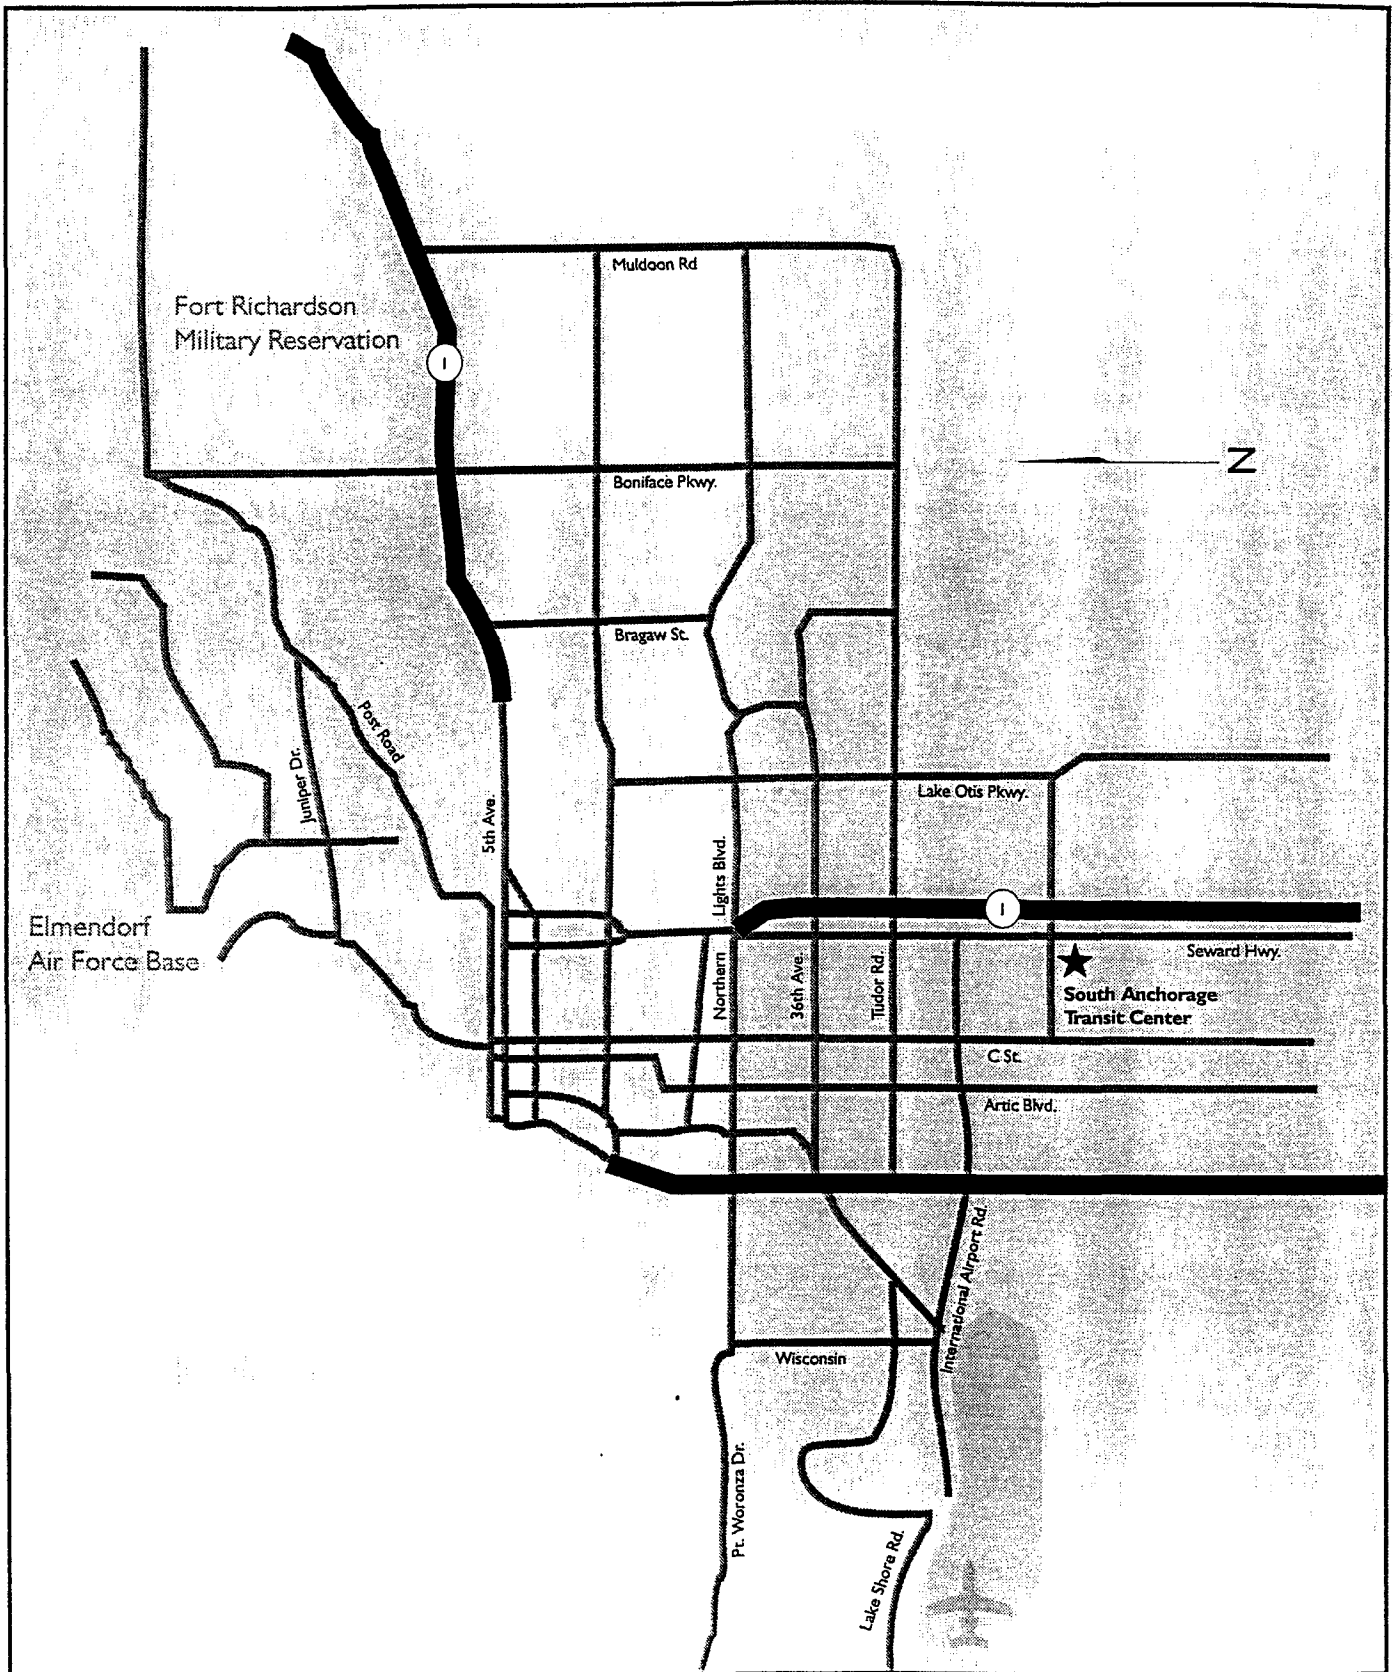 Muldoon Rd
Fort Richardson
Military Reservation
1
N
Boniface Pkwy.
Bragaw St.
Post Road
Juniper Dr.
5th Ave.
Lake Otis Pkwy.
Northern Lights Blvd.
Elmendorf
Air Force Base
1
Seward Hwy.
36th Ave.
Tudor Rd.
South Anchorage
Transit Center
C St.
Artic Blvd.
International Airport Rd.
Wisconsin
Pt. Woronza Dr.
Lake Shore Rd.